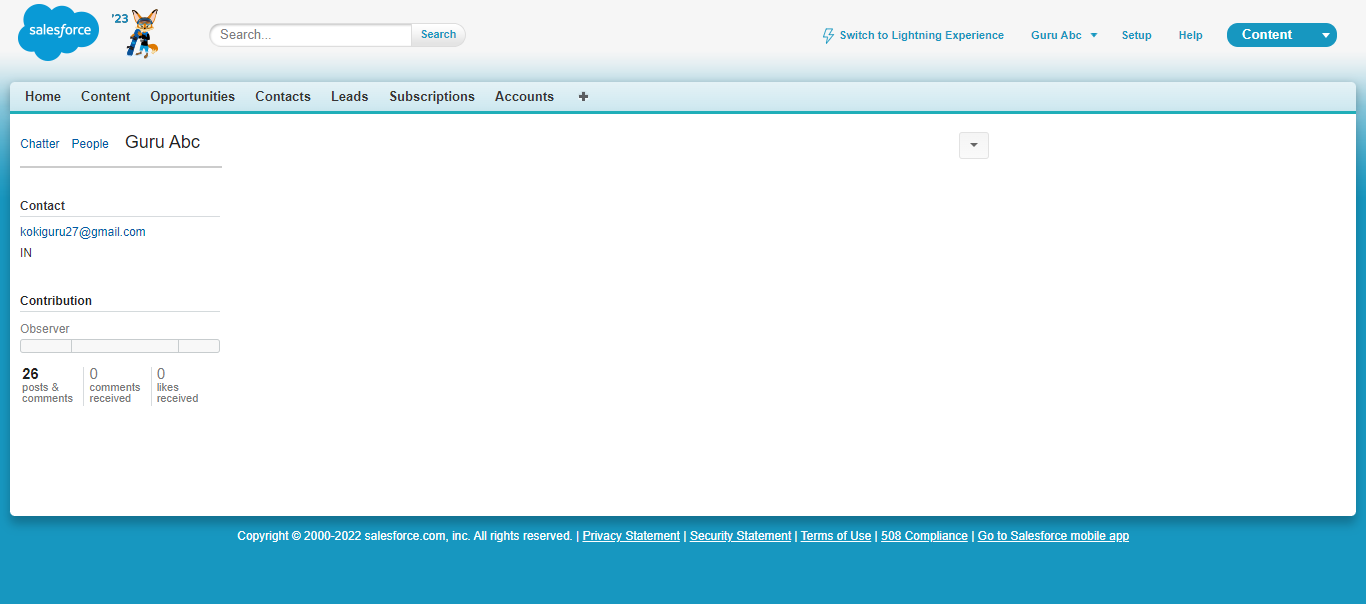 salesforce
'23
Search...
Search
Switch to Lightning Experience
Guru Abc
Setup
Help
Content
Home
Content
Opportunities
Contacts
Leads
Subscriptions
Accounts
Chatter
People
Guru Abc
Contact
kokiguru27@gmail.com
IN
Contribution
Observer
26
posts &
comments
0
comments
received
0
likes
received
Copyright © 2000-2022 salesforce.com, inc. All rights reserved. | Privacy Statement | Security Statement | Terms of Use | 508 Compliance | Go to Salesforce mobile app